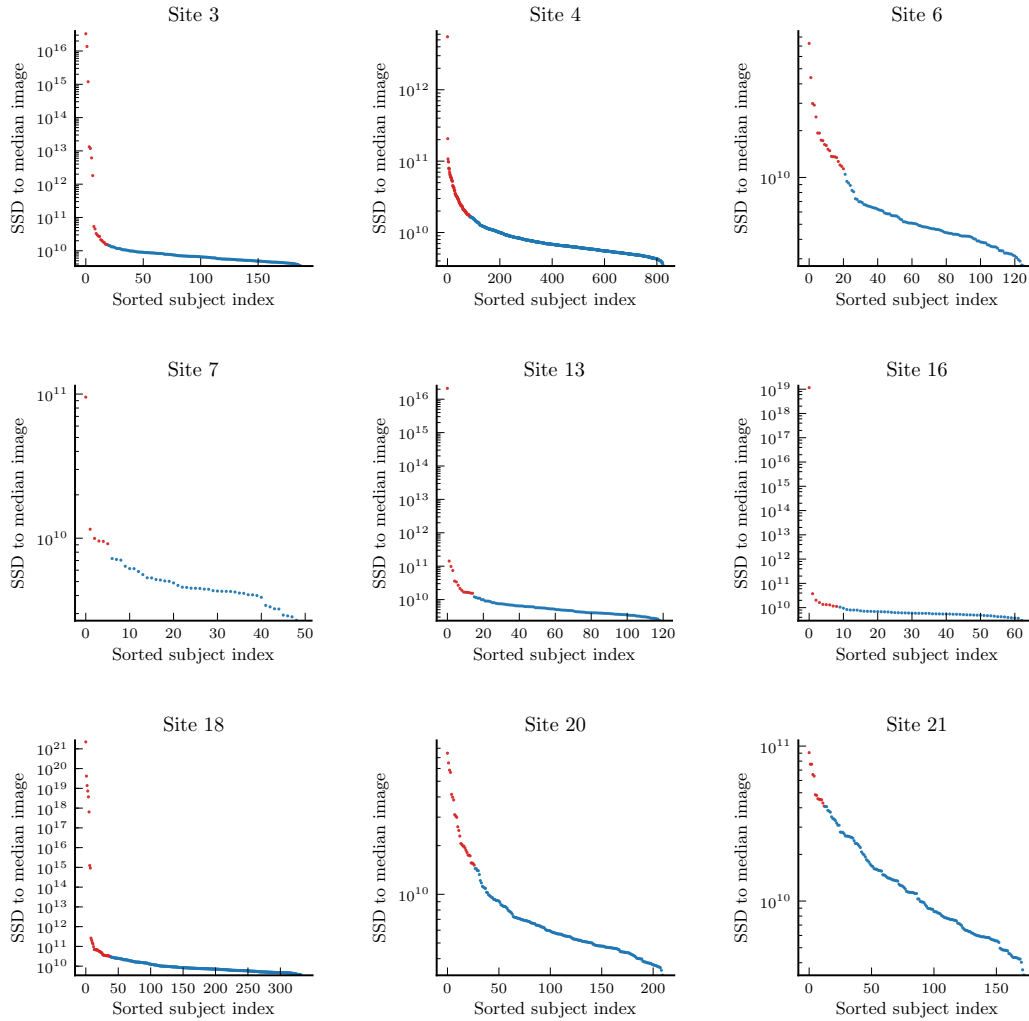 Site 3
SSD to median image
10^16
10^15
10^14
10^13
10^12
10^11
10^10
0 50 100 150
Sorted subject index
Site 4
SSD to median image
10^12
10^11
10^10
0 200 400 600 800
Sorted subject index
Site 6
SSD to median image
10^10
0 20 40 60 80 100 120
Sorted subject index
Site 7
SSD to median image
10^11
10^10
0 10 20 30 40 50
Sorted subject index
Site 13
SSD to median image
10^16
10^15
10^14
10^13
10^12
10^11
10^10
0 20 40 60 80 100 120
Sorted subject index
Site 16
SSD to median image
10^19
10^18
10^17
10^16
10^15
10^14
10^13
10^12
10^11
10^10
0 10 20 30 40 50 60
Sorted subject index
Site 18
SSD to median image
10^21
10^20
10^19
10^18
10^17
10^16
10^15
10^14
10^13
10^12
10^11
10^10
0 50 100 150 200 250 300
Sorted subject index
Site 20
SSD to median image
10^10
0 50 100 150 200
Sorted subject index
Site 21
SSD to median image
10^11
10^10
0 50 100 150
Sorted subject index